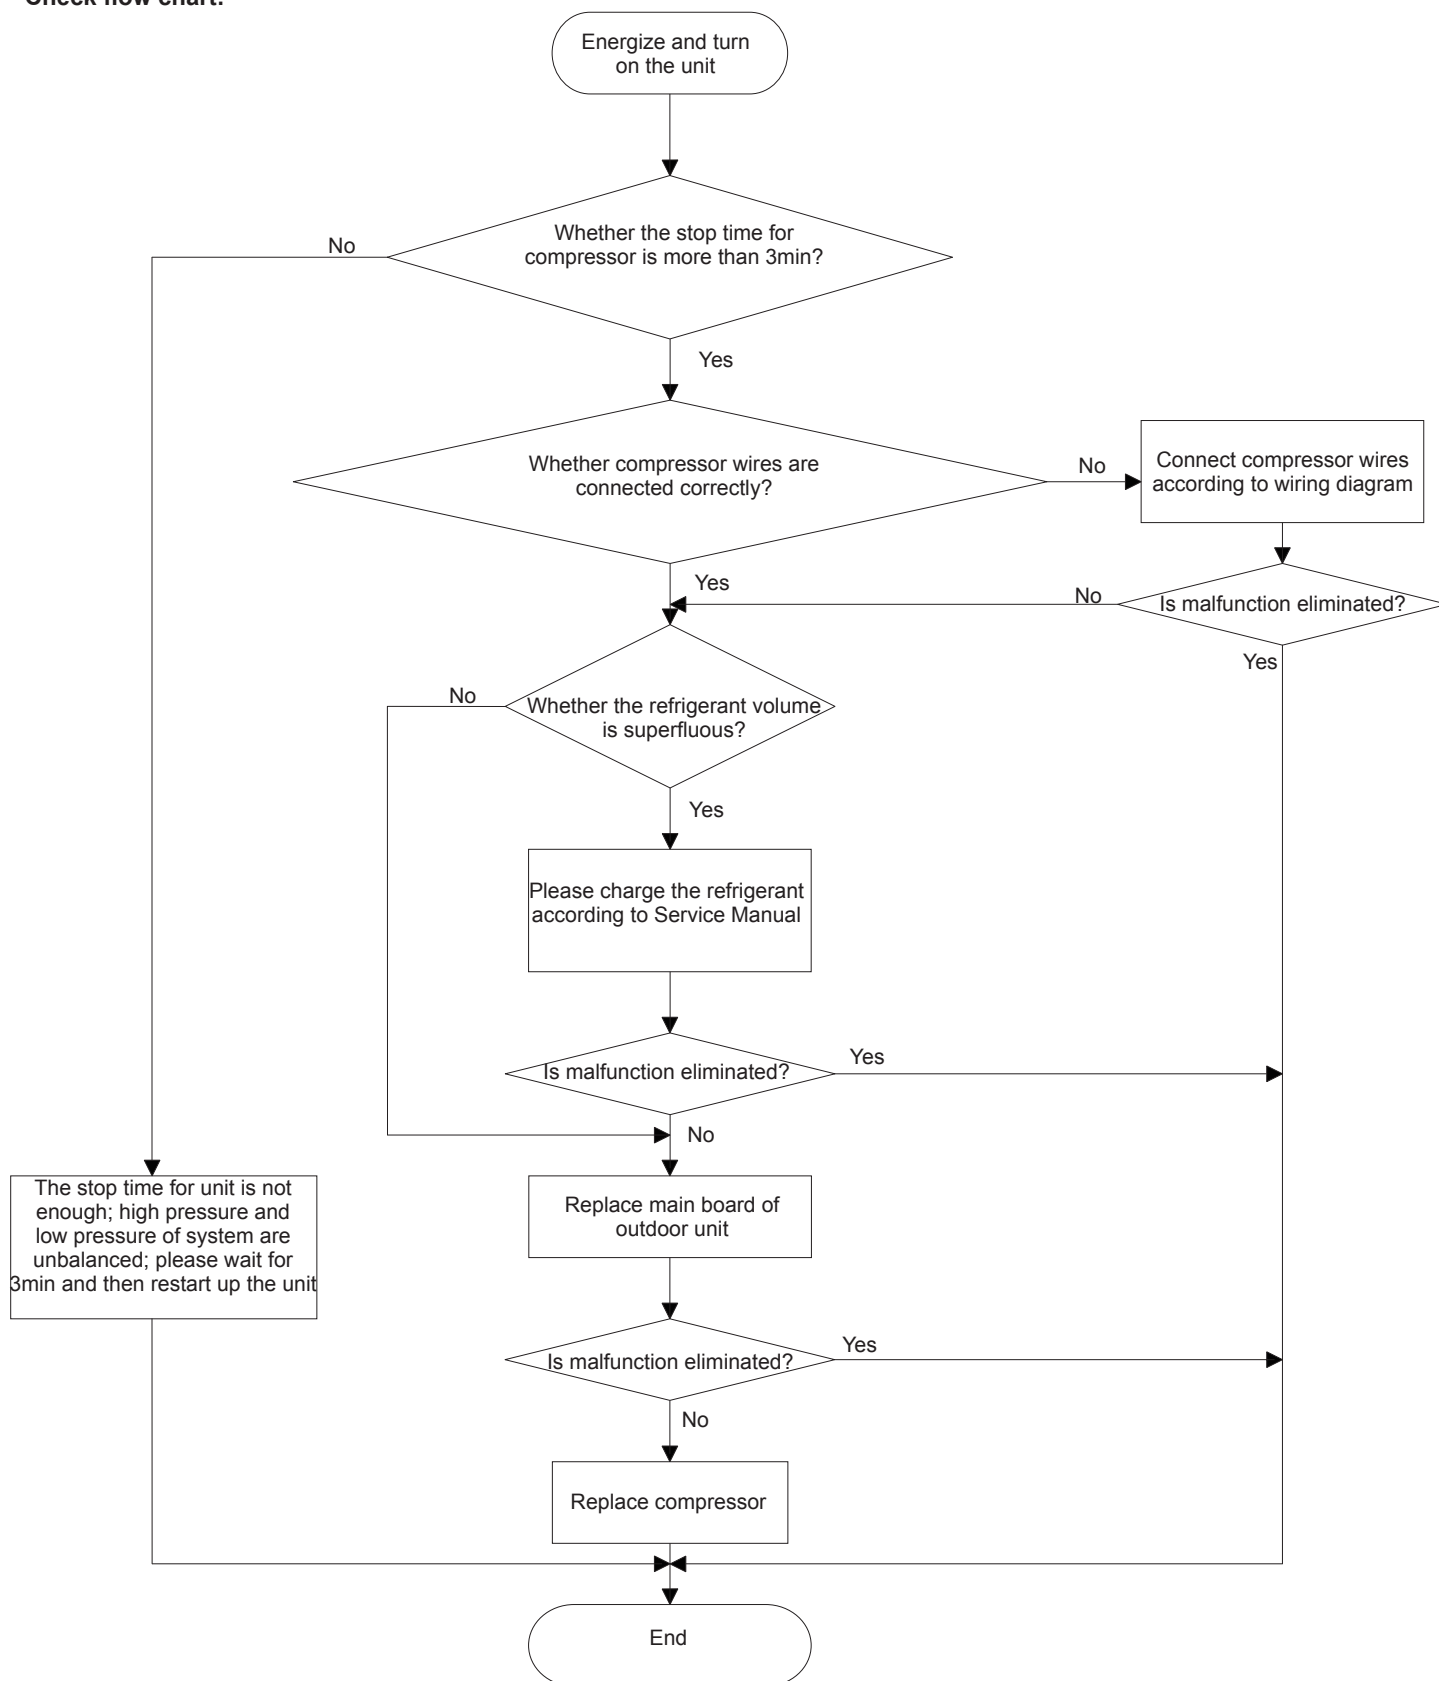 Check flow chart:
Energize and turn
on the unit
Whether the stop time for
compressor is more than 3min?
No
Yes
Whether compressor wires are
connected correctly?
No
Connect compressor wires
according to wiring diagram
Yes
No
Is malfunction eliminated?
Yes
No
Whether the refrigerant volume
is superfluous?
Yes
Please charge the refrigerant
according to Service Manual
Is malfunction eliminated?
Yes
No
The stop time for unit is not
enough; high pressure and
low pressure of system are
unbalanced; please wait for
3min and then restart up the unit
Replace main board of
outdoor unit
Is malfunction eliminated?
Yes
No
Replace compressor
End